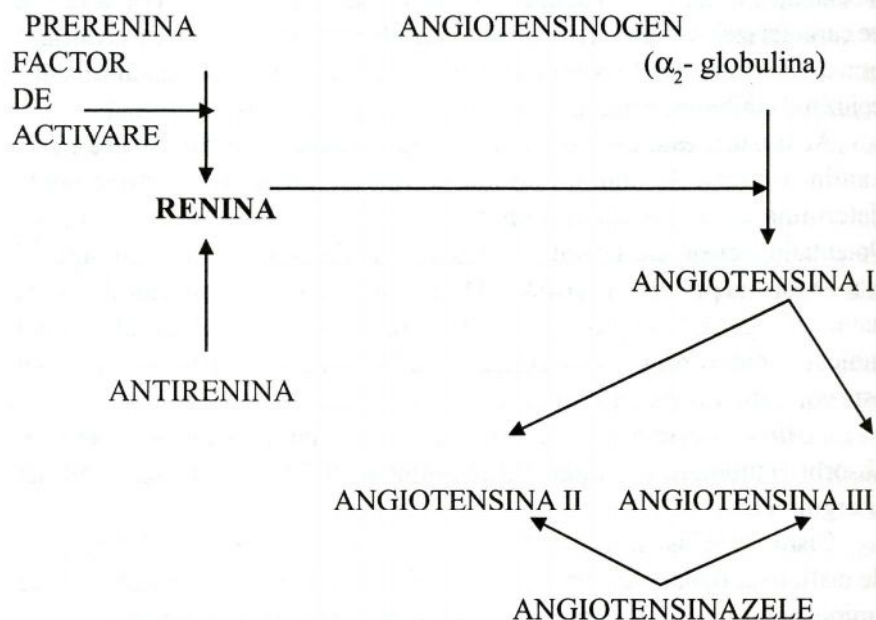 PRERENINA
FACTOR
DE
ACTIVARE
ANGIOTENSINOGEN
(α₂- globulina)
RENINA
ANGIOTENSINA I
ANTIRENINA
ANGIOTENSINA II
ANGIOTENSINA III
ANGIOTENSINAZELE